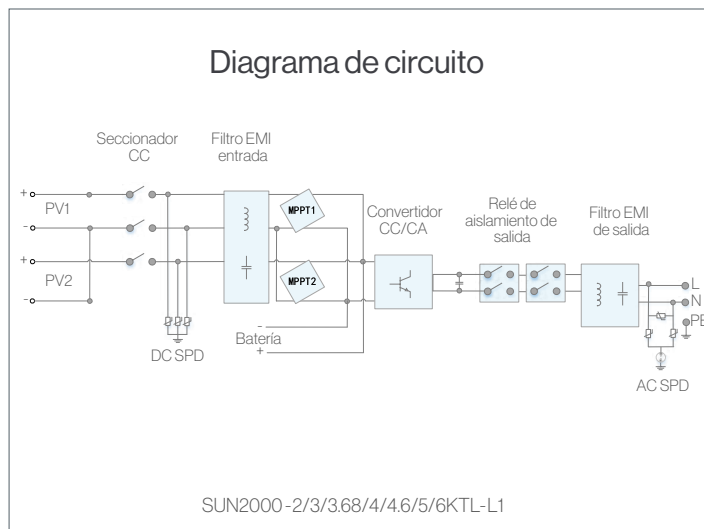 Diagrama de circuito
Seccionador
CC
Filtro EMI
entrada
+
PV1
-
+
PV2
-
MPPT1
MPPT2
Convertidor
CC/CA
Relé de
aislamiento de
salida
Filtro EMI
de salida
L
N
PE
-
Batería
+
DC SPD
AC SPD
SUN2000-2/3/3.68/4/4.6/5/6KTL-L1